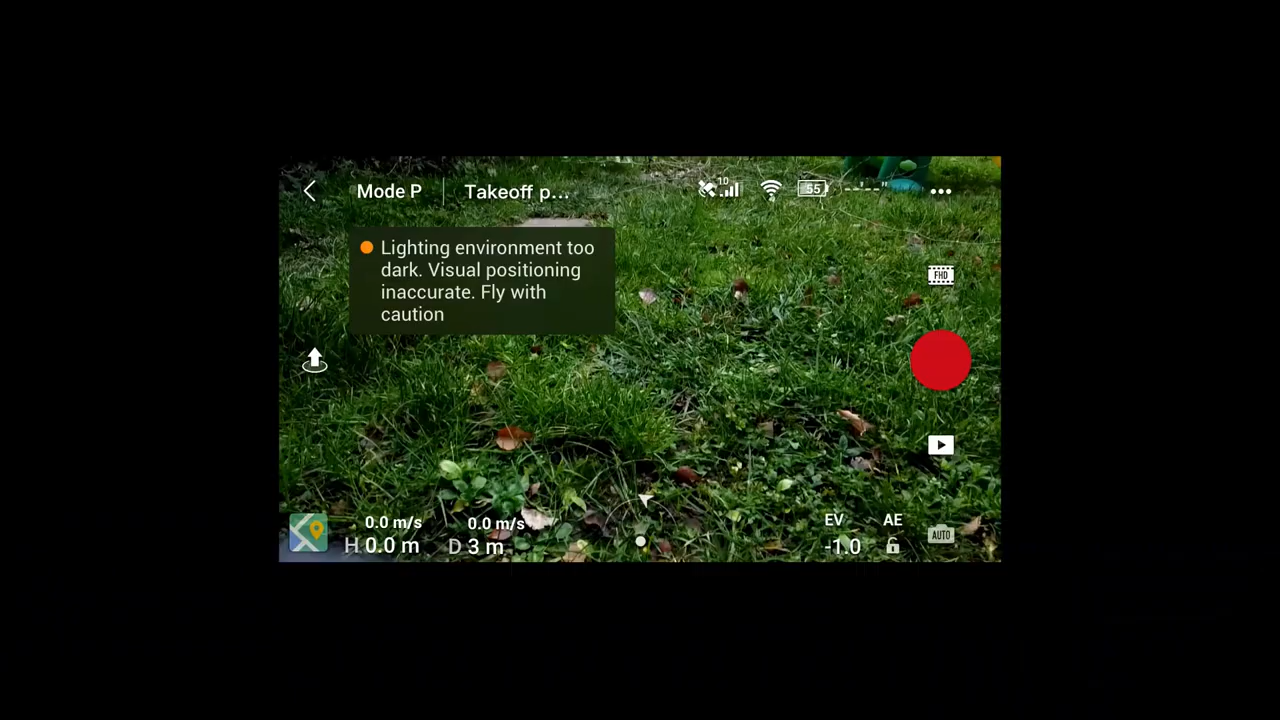 Mode P
Takeoff p...
10
55
--'--"
Lighting environment too
dark. Visual positioning
inaccurate. Fly with
caution
FHD
0.0 m/s
0.0 m/s
H 0.0 m
D 3 m
EV
AE
-1.0
AUTO